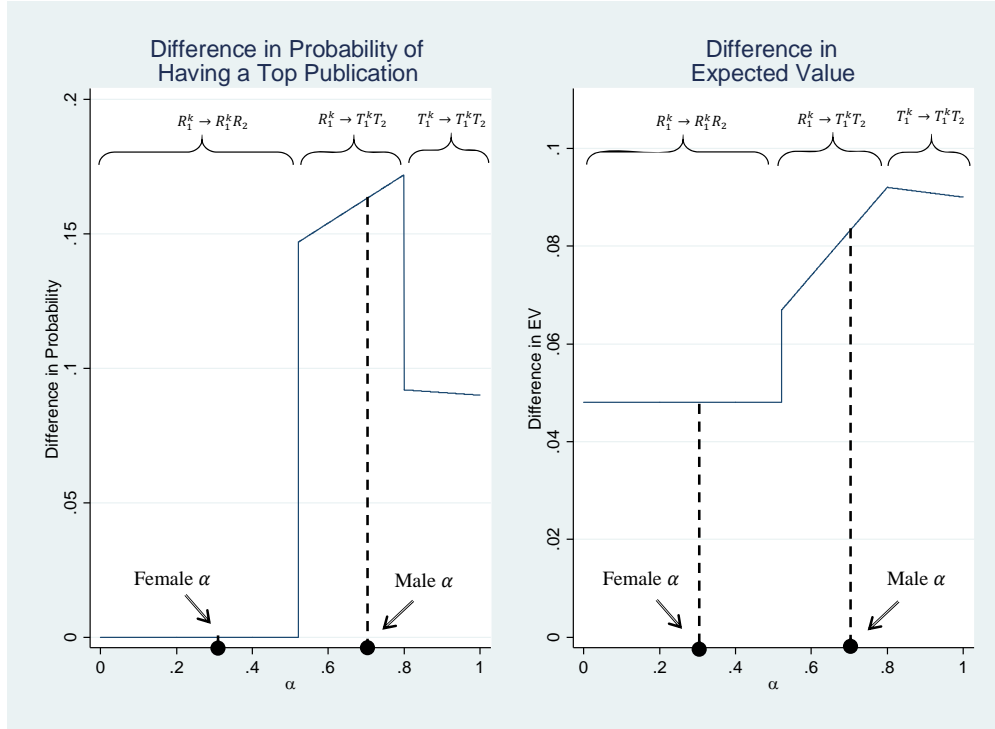 Difference in Probability of
Having a Top Publication
.2
.15
.1
.05
0
Difference in Probability
R₁ᵏ → R₁ᵏR₂
R₁ᵏ → T₁ᵏT₂
T₁ᵏ → T₁ᵏT₂
Female α
Male α
0 .2 .4 .6 .8 1
α
Difference in
Expected Value
.1
.08
.06
.04
.02
0
Difference in EV
R₁ᵏ → R₁ᵏR₂
R₁ᵏ → T₁ᵏT₂
T₁ᵏ → T₁ᵏT₂
Female α
Male α
0 .2 .4 .6 .8 1
α